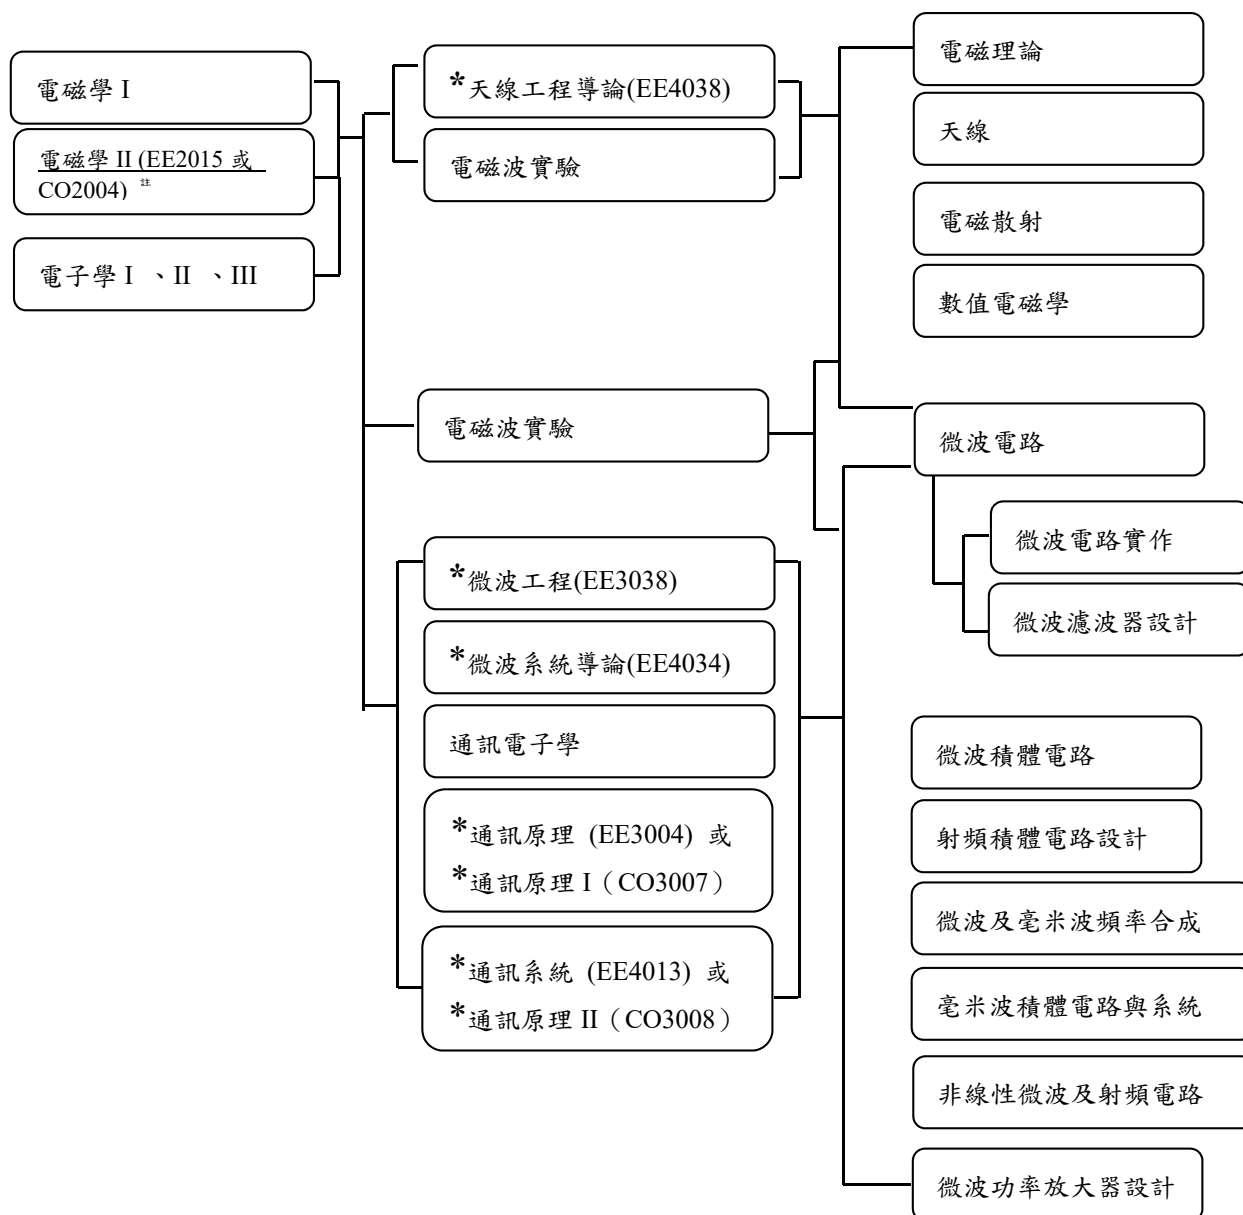 電磁學 I
電磁學 II (EE2015 或
CO2004) 註
電子學 I 、II 、III
*天線工程導論(EE4038)
電磁波實驗
電磁波實驗
*微波工程(EE3038)
*微波系統導論(EE4034)
通訊電子學
*通訊原理 (EE3004) 或
*通訊原理 I（CO3007）
*通訊系統 (EE4013) 或
*通訊原理 II（CO3008）
電磁理論
天線
電磁散射
數值電磁學
微波電路
微波電路實作
微波濾波器設計
微波積體電路
射頻積體電路設計
微波及毫米波頻率合成
毫米波積體電路與系統
非線性微波及射頻電路
微波功率放大器設計